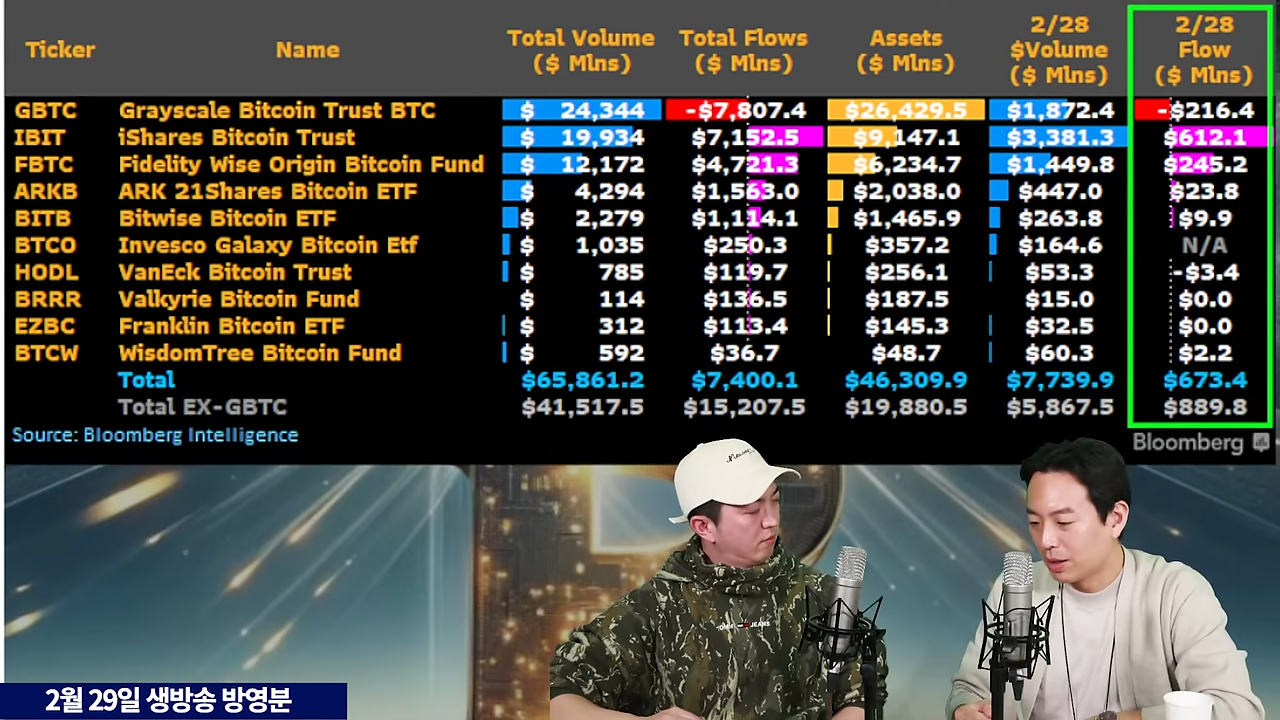 Ticker Name Total Volume ($ Mlns) Total Flows ($ Mlns) Assets ($ Mlns) 2/28 $Volume ($ Mlns) 2/28 Flow ($ Mlns)
GBTC Grayscale Bitcoin Trust BTC $ 24,344 -$7,807.4 $26,429.5 $1,872.4 -$216.4
IBIT iShares Bitcoin Trust $ 19,934 $7,152.5 $9,147.1 $3,381.3 $612.1
FBTC Fidelity Wise Origin Bitcoin Fund $ 12,172 $4,721.3 $6,234.7 $1,449.8 $245.2
ARKB ARK 21Shares Bitcoin ETF $ 4,294 $1,563.0 $2,038.0 $447.0 $23.8
BITB Bitwise Bitcoin ETF $ 2,279 $1,114.1 $1,465.9 $263.8 $9.9
BTCO Invesco Galaxy Bitcoin Etf $ 1,035 $250.3 $357.2 $164.6 N/A
HODL VanEck Bitcoin Trust $ 785 $119.7 $256.1 $53.3 -$3.4
BRRR Valkyrie Bitcoin Fund $ 114 $136.5 $187.5 $15.0 $0.0
EZBC Franklin Bitcoin ETF $ 312 $113.4 $145.3 $32.5 $0.0
BTCW WisdomTree Bitcoin Fund $ 592 $36.7 $48.7 $60.3 $2.2
Total $65,861.2 $7,400.1 $46,309.9 $7,739.9 $673.4
Total EX-GBTC $41,517.5 $15,207.5 $19,880.5 $5,867.5 $889.8
Source: Bloomberg Intelligence
Bloomberg
JEANS
2월 29일 생방송 방영분